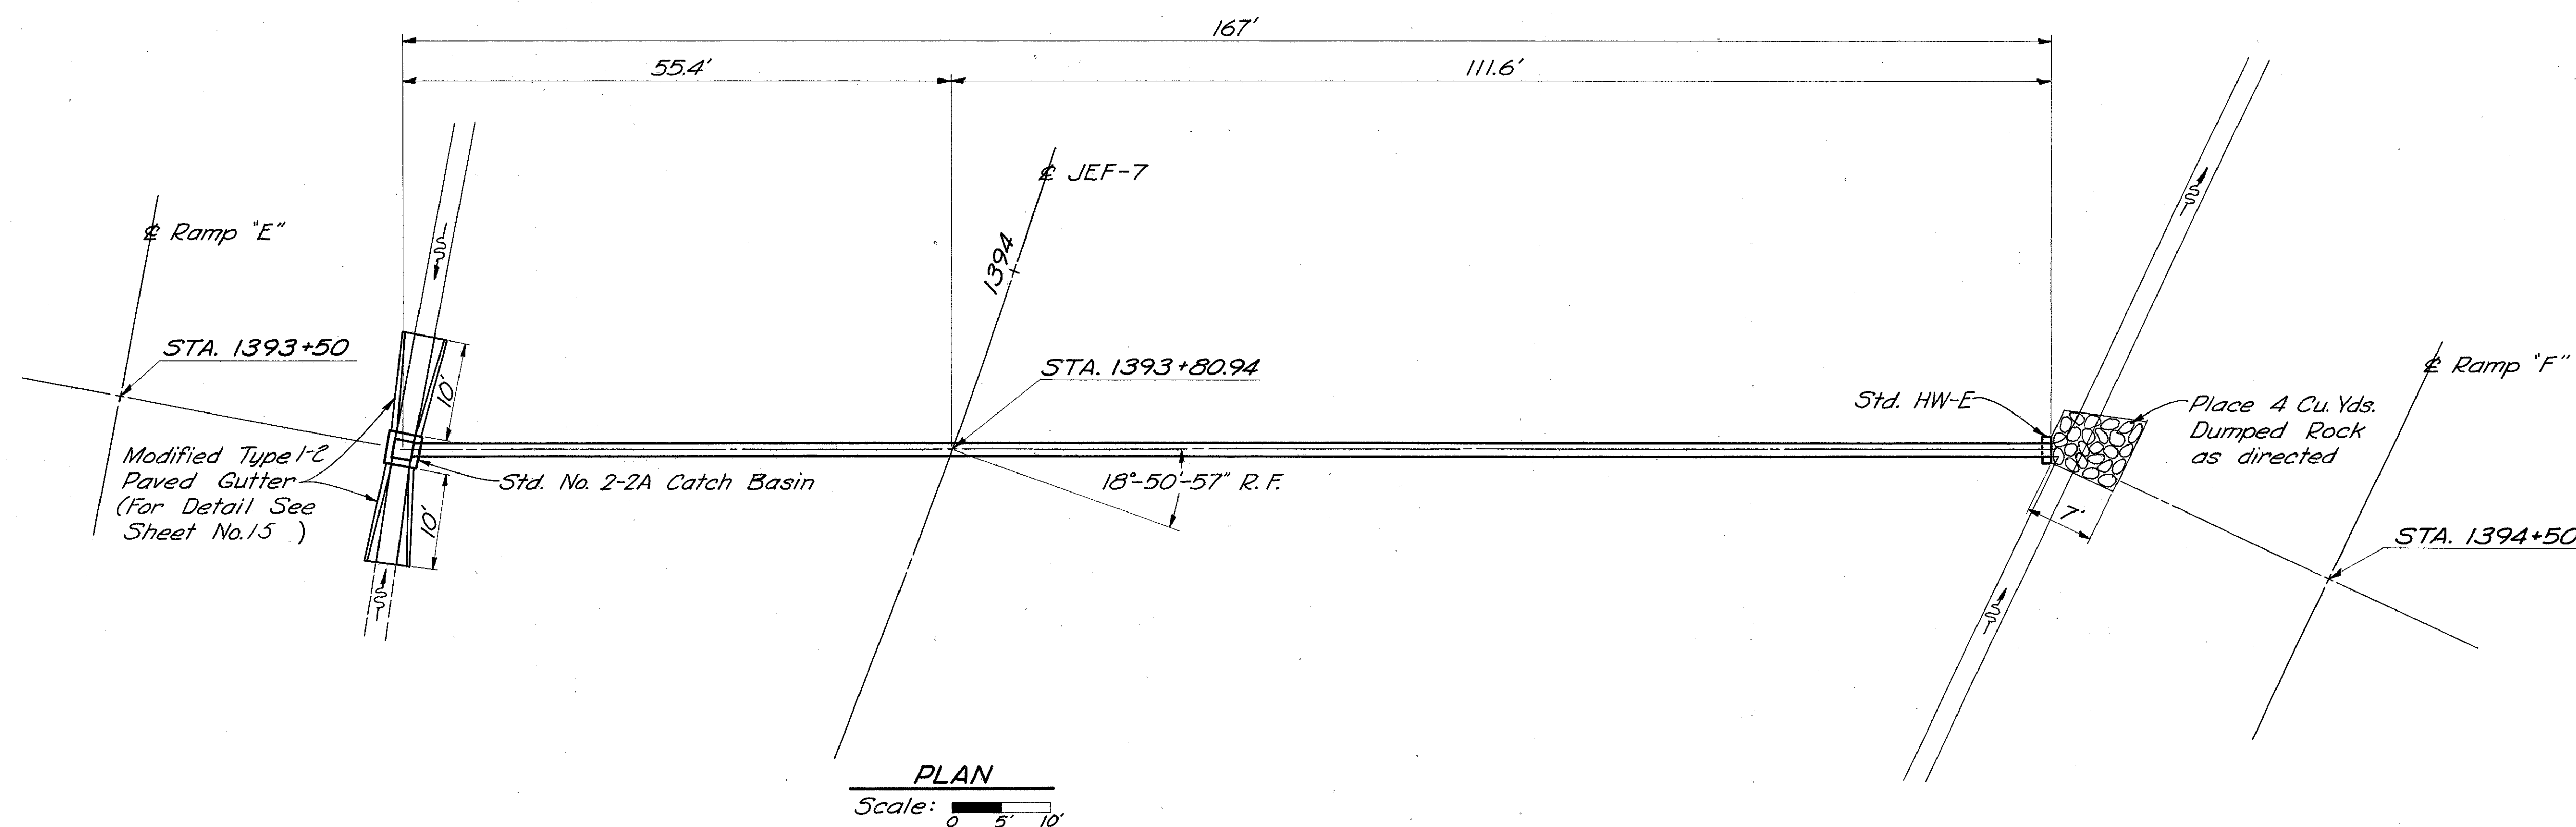 167'
55.4'
111.6'
℄ JEF-7
℄ Ramp "E"
1394
STA. 1393+50
10'
STA. 1393+80.94
℄ Ramp "F"
Std. HW-E
Place 4 Cu. Yds.
Dumped Rock
as directed
Modified Type 1-2
Paved Gutter
(For Detail See
Sheet No. 15 )
Std. No. 2-2A Catch Basin
18°-50'-57" R.F.
10'
7'
STA. 1394+50
PLAN
Scale:
0 5' 10'